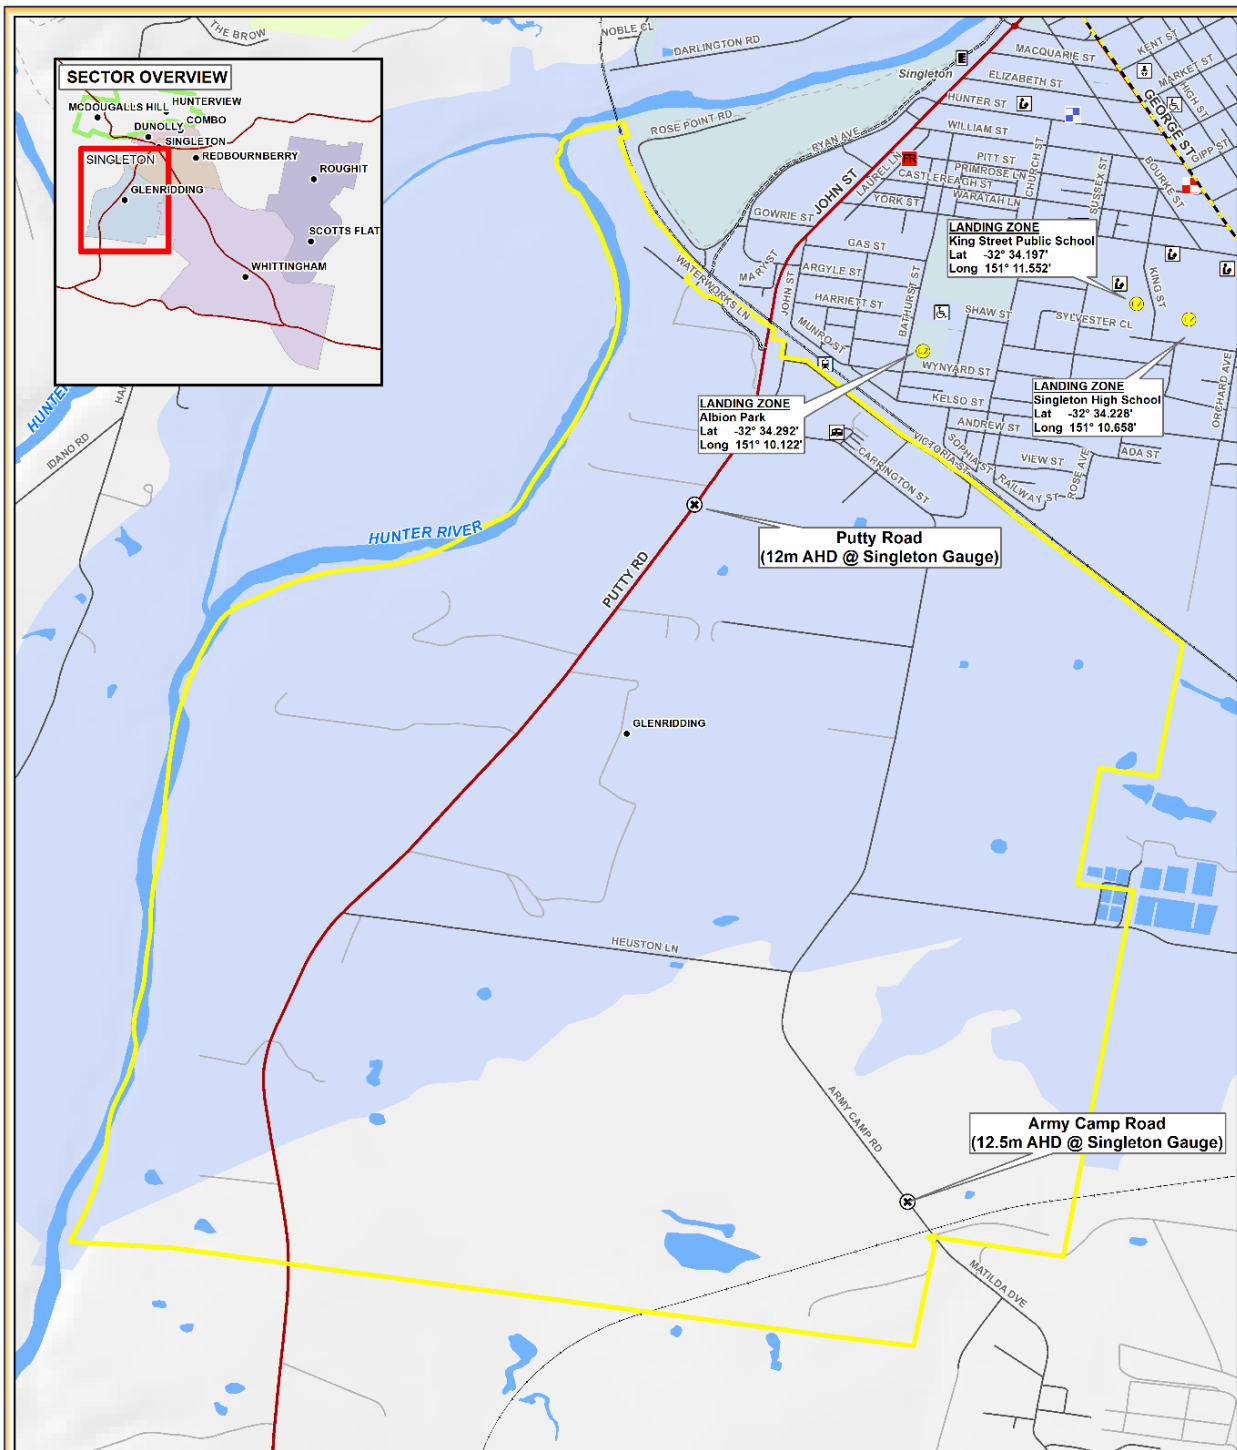 THE BROW
NOBLE CL
DARLINGTON RD
Singleton
MACQUARIE ST
KENT ST
MARKET ST
HIGH ST
ELIZABETH ST
GEORGE ST
HUNTER ST
ROSE POINT RD
RYAN AVE
WILLIAM ST
GIPP ST
BOURKE ST
PITT ST
PRIMROSE LN
CHURCH ST
SUSSEX ST
FR
LAUREL LN
CASTLEREAGH ST
JOHN ST
YORK ST
WARATAH LN
GOWRIE ST
SECTOR OVERVIEW
MCDOUGALLS HILL
HUNTERVIEW
COMBO
DUNOLLY
SINGLETON
SINGLETON
REDBOURNBERRY
ROUGHIT
GLENRIDDING
SCOTTS FLAT
WHITTINGHAM
LANDING ZONE
King Street Public School
Lat -32° 34.197'
Long 151° 11.552'
GAS ST
MARY ST
ARGYLE ST
WATERWORKS LN
JOHN ST
HARRIETT ST
BATHURST ST
KING ST
LZ
LZ
SHAW ST
SYLVESTER CL
MUNRO ST
LZ
WYNYARD ST
ORCHARD AVE
LANDING ZONE
Singleton High School
Lat -32° 34.228'
Long 151° 10.658'
LANDING ZONE
Albion Park
Lat -32° 34.292'
Long 151° 10.122'
KELSO ST
ANDREW ST
VICTORIA ST
SOPHIA ST
VIEW ST
ROSE AVE
ADA ST
RAILWAY ST
CARRINGTON ST
HUNTER
IDANO RD
HUNTER RIVER
Putty Road
(12m AHD @ Singleton Gauge)
PUTTY RD
GLENRIDDING
HEUSTON LN
ARMY CAMP RD
Army Camp Road
(12.5m AHD @ Singleton Gauge)
MATILDA DVE